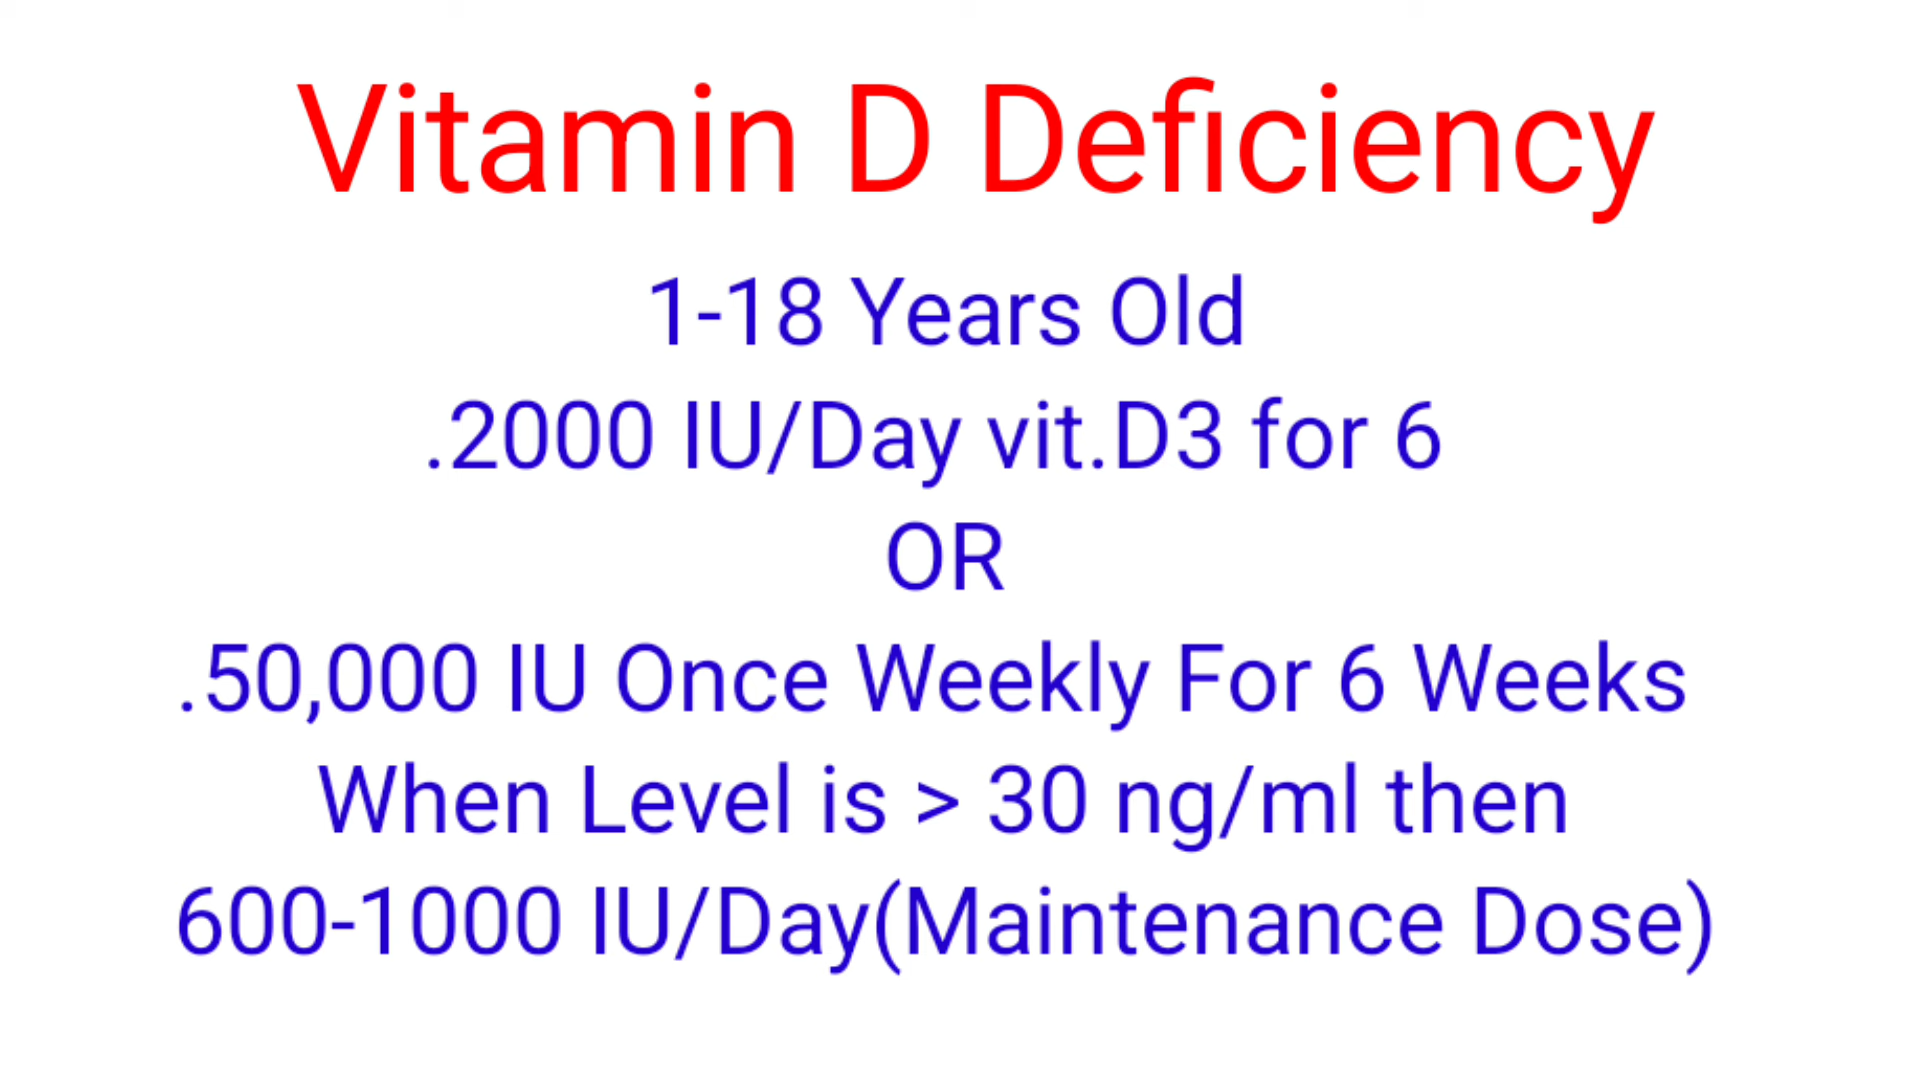 Vitamin D Deficiency
1-18 Years Old
.2000 IU/Day vit.D3 for 6
OR
.50,000 IU Once Weekly For 6 Weeks
When Level is > 30 ng/ml then
600-1000 IU/Day(Maintenance Dose)